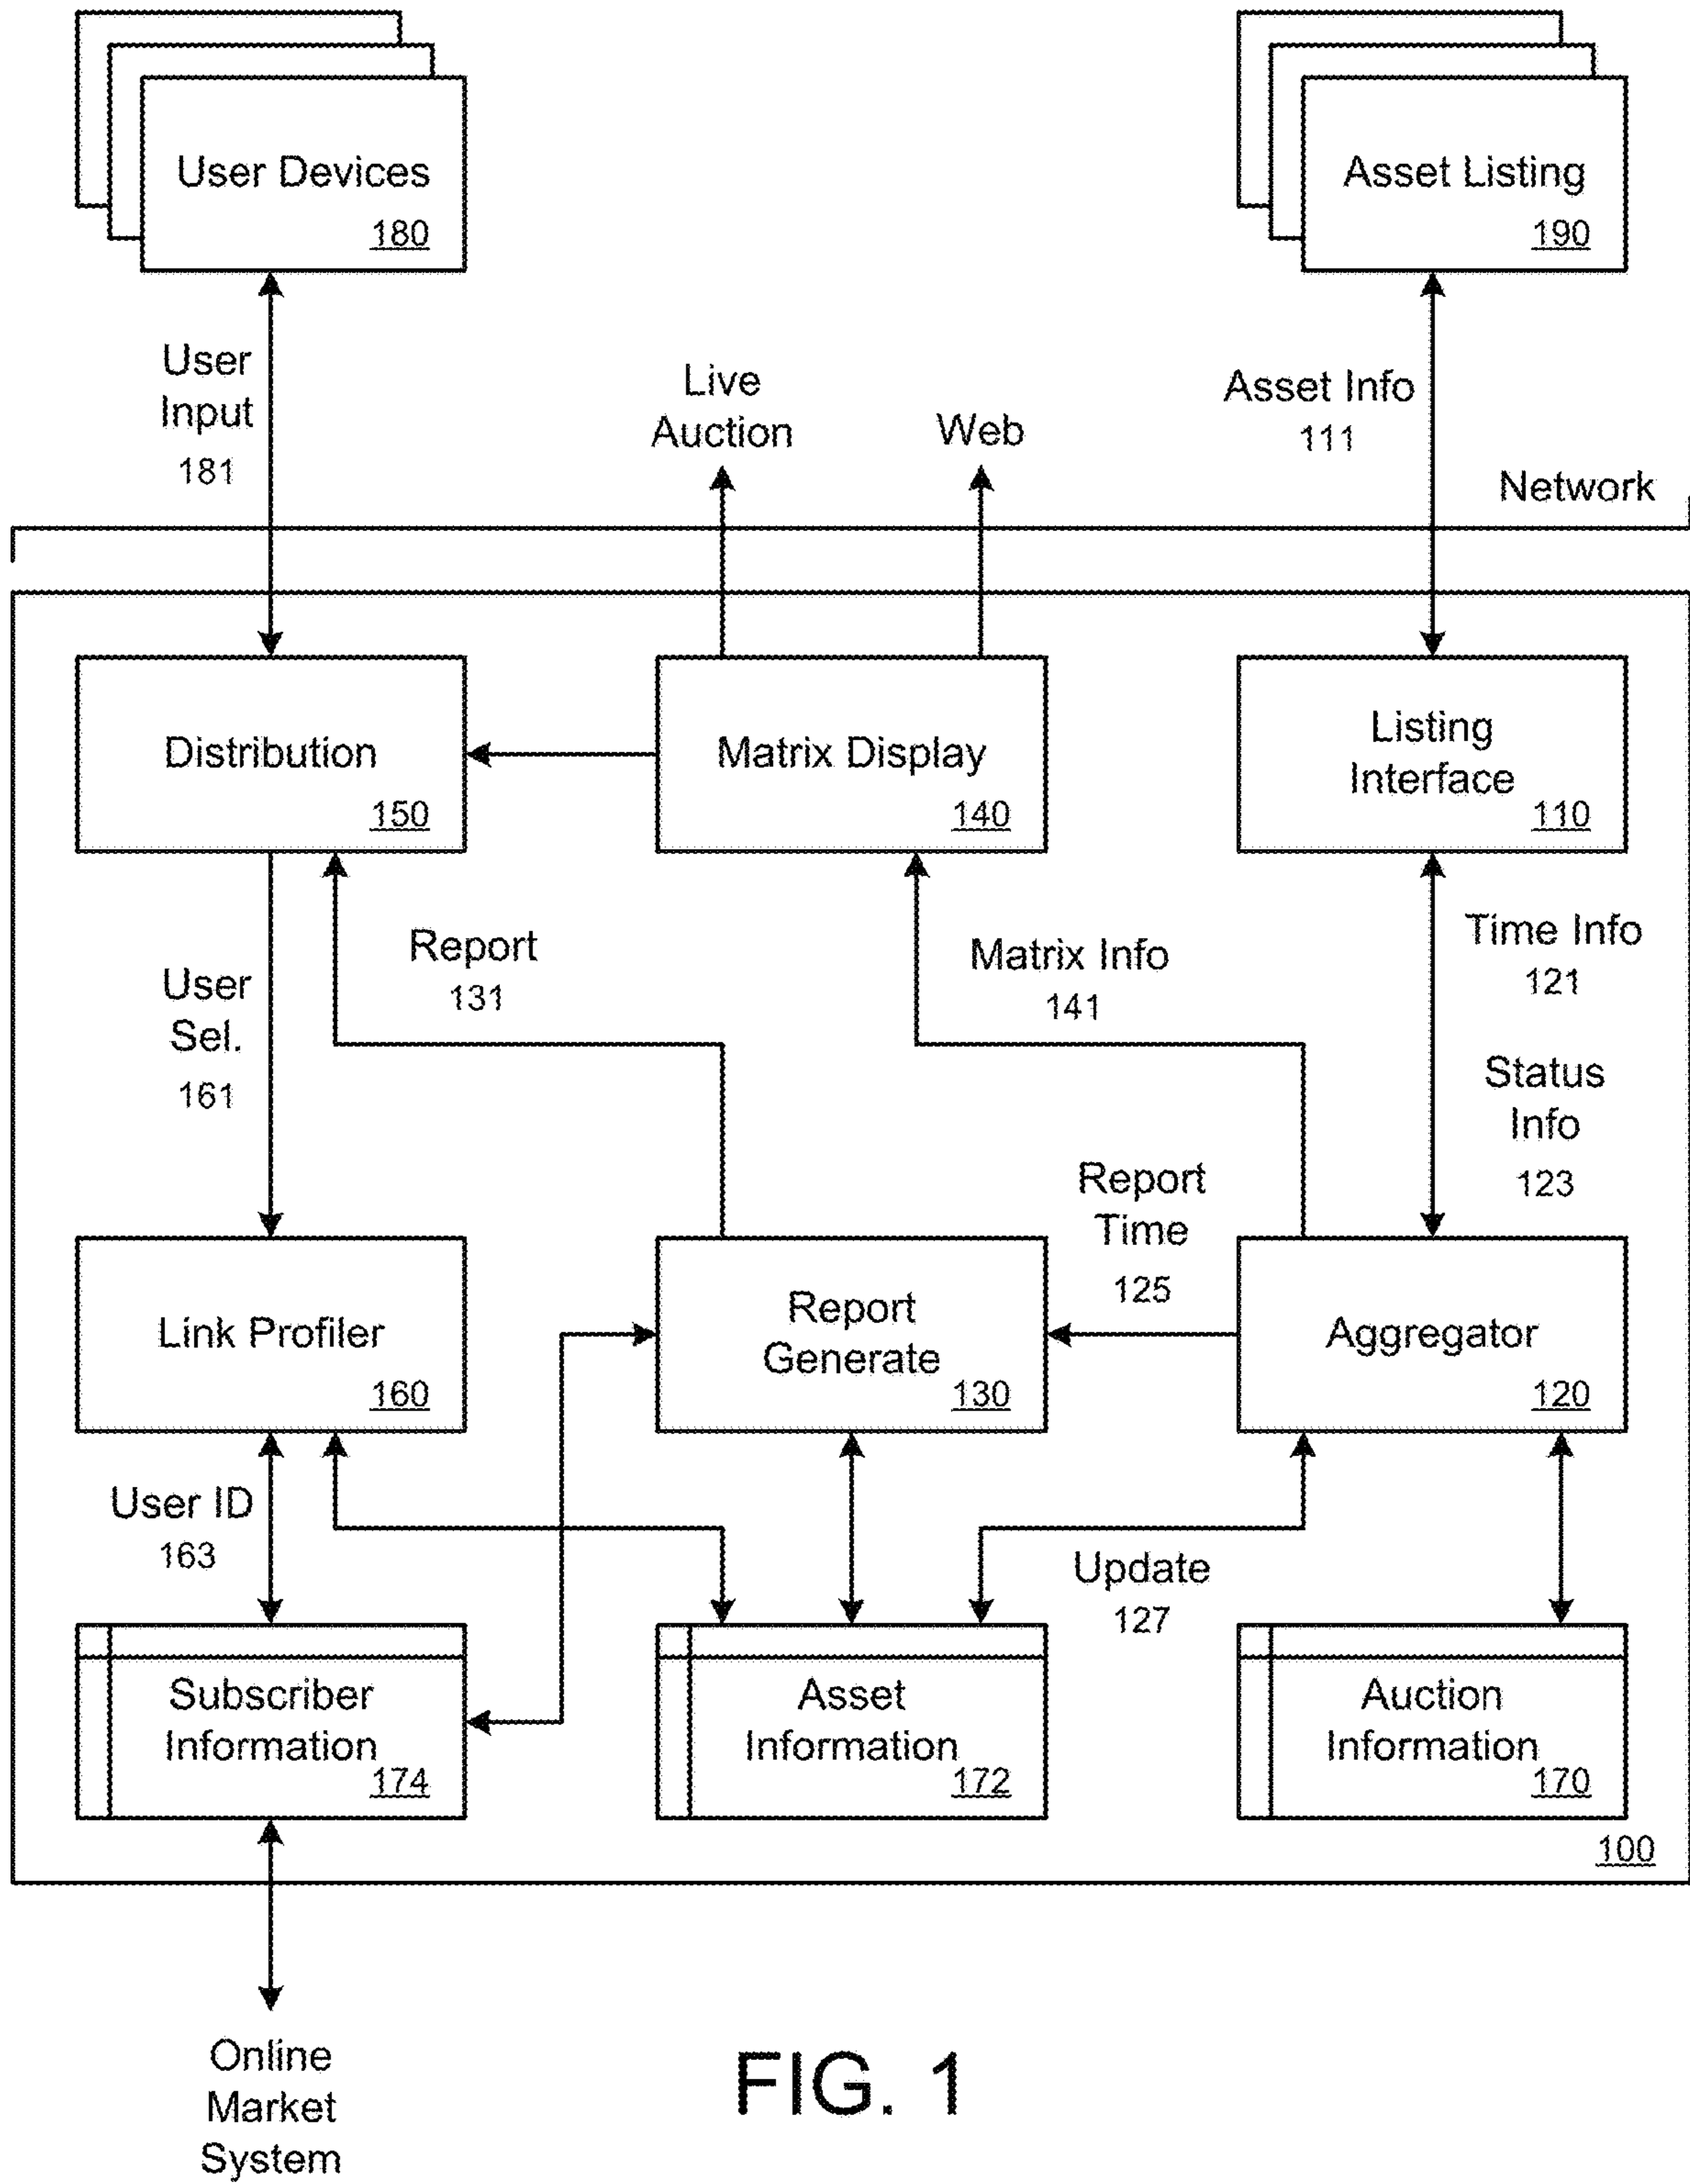 User Devices
180
Asset Listing
190
User
Input
181
Live
Auction
Web
Asset Info
111
Network
Distribution
150
Matrix Display
140
Listing
Interface
110
Report
131
Matrix Info
141
Time Info
121
User
Sel.
161
Status
Info
123
Report
Time
125
Link Profiler
160
Report
Generate
130
Aggregator
120
User ID
163
Update
127
Subscriber
Information
174
Asset
Information
172
Auction
Information
170
100
Online
Market
System
FIG. 1